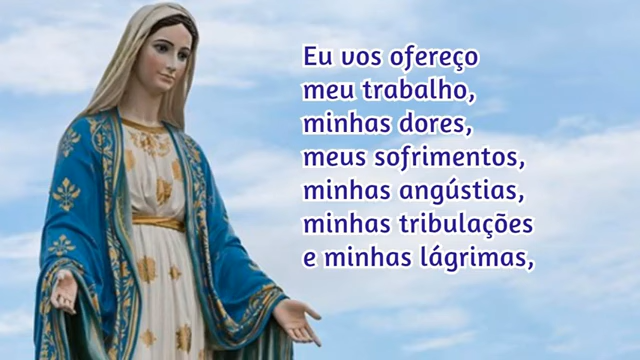 Eu vos ofereço
meu trabalho,
minhas dores,
meus sofrimentos,
minhas angústias,
minhas tribulações
e minhas lágrimas,